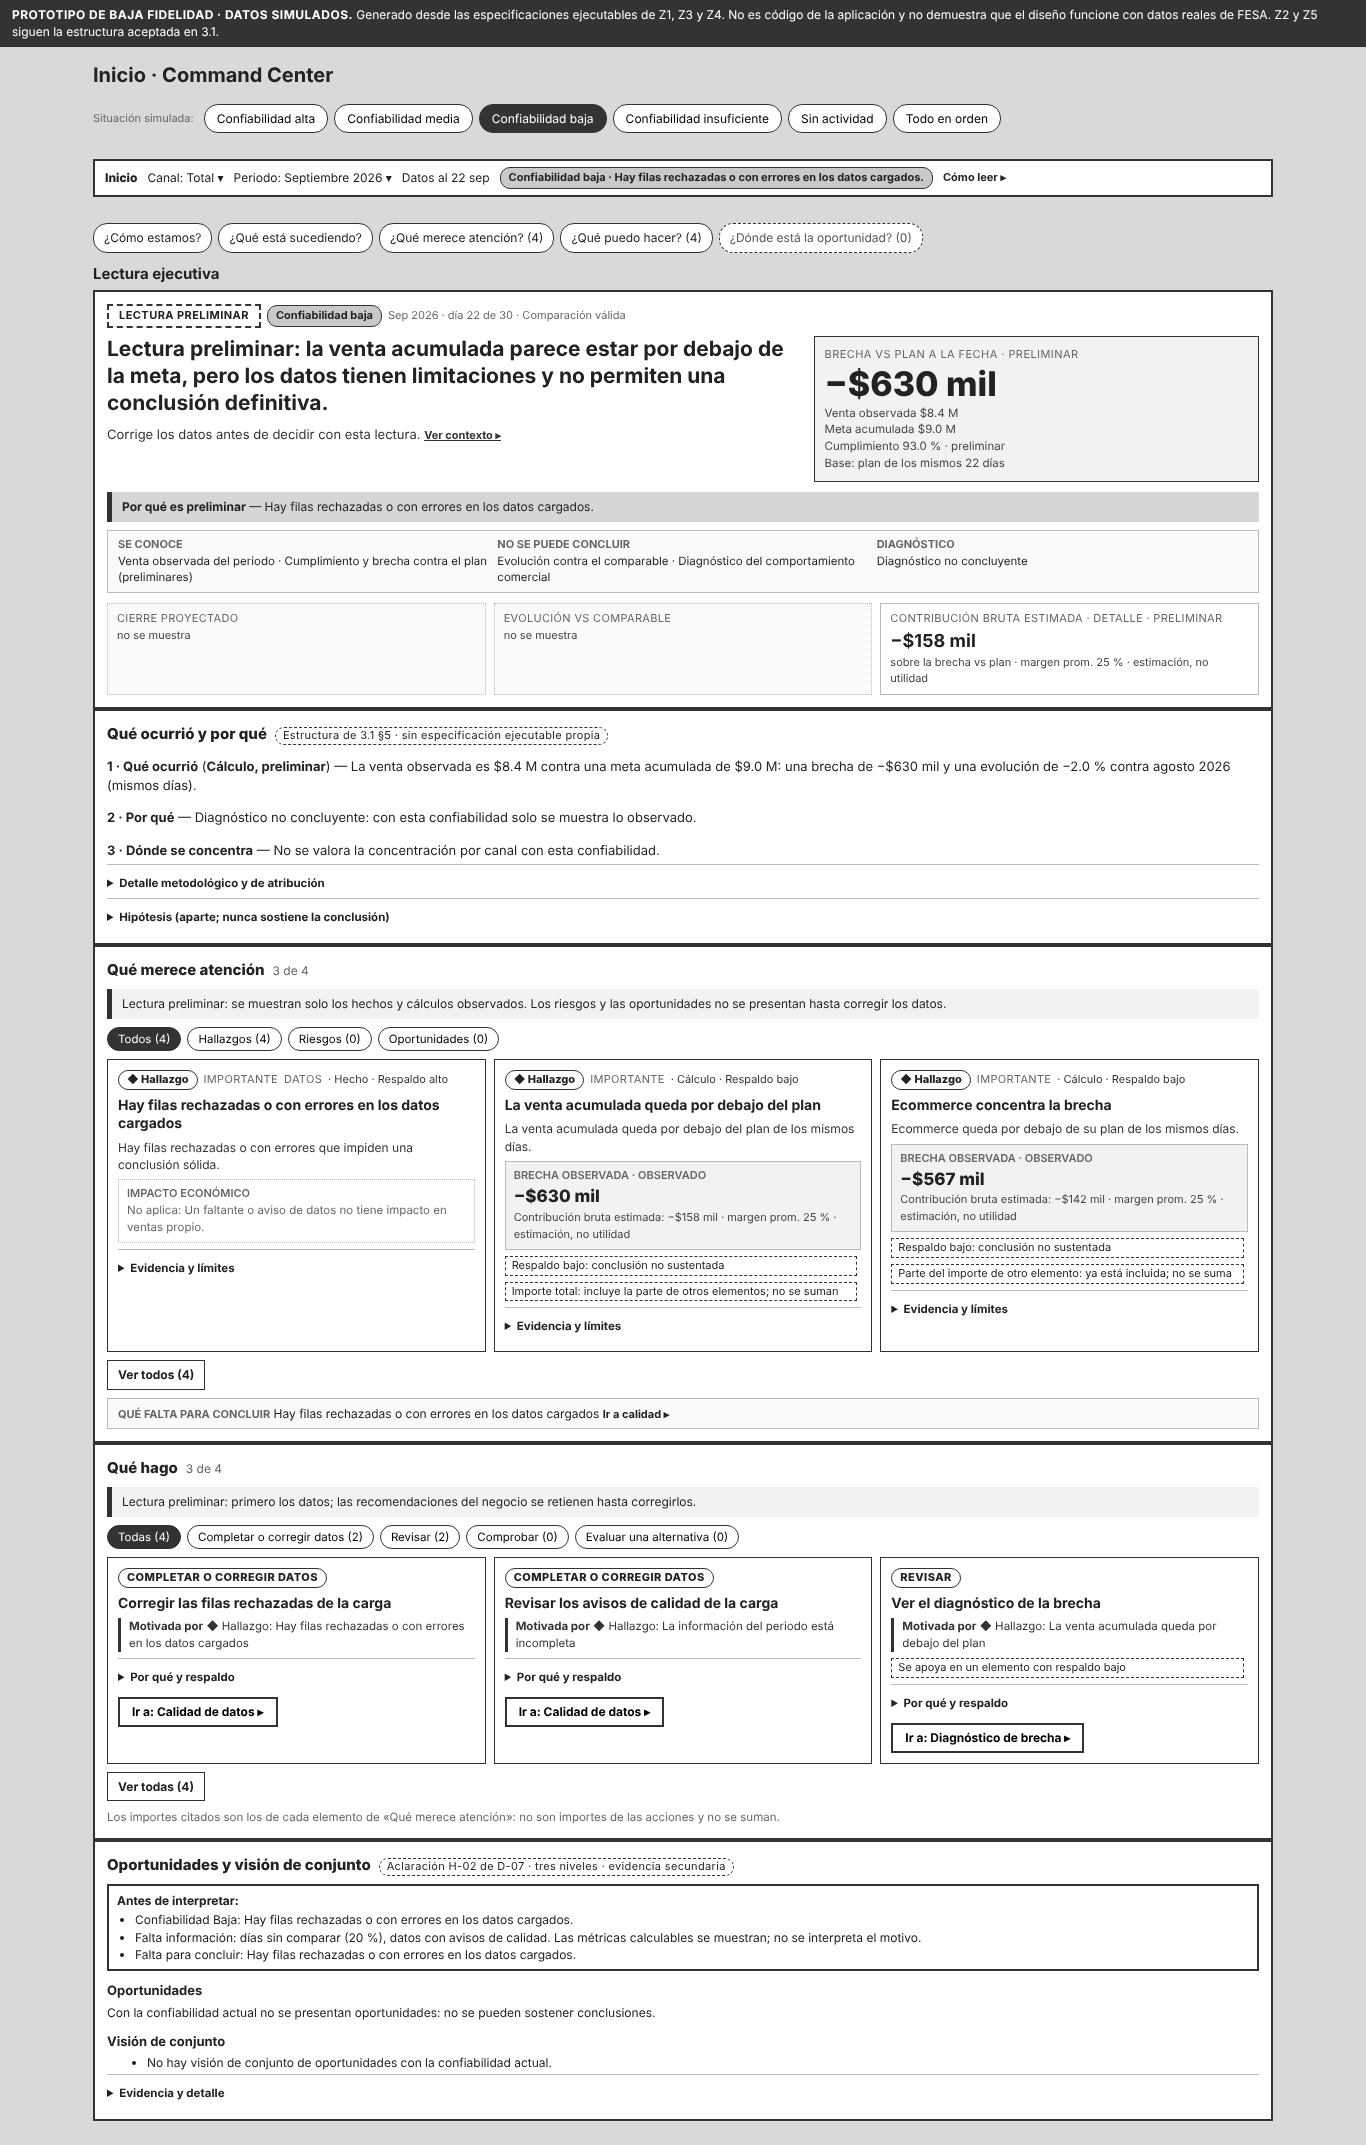 PROTOTIPO DE BAJA FIDELIDAD · DATOS SIMULADOS. Generado desde las especificaciones ejecutables de Z1, Z3 y Z4. No es código de la aplicación y no demuestra que el diseño funcione con datos reales de FESA. Z2 y Z5
siguen la estructura aceptada en 3.1.
Inicio · Command Center
Situación simulada: Confiabilidad alta Confiabilidad media Confiabilidad baja Confiabilidad insuficiente Sin actividad Todo en orden
Inicio Canal: Total ▾ Periodo: Septiembre 2026 ▾ Datos al 22 sep Confiabilidad baja · Hay filas rechazadas o con errores en los datos cargados. Cómo leer ▸
¿Cómo estamos? ¿Qué está sucediendo? ¿Qué merece atención? (4) ¿Qué puedo hacer? (4) ¿Dónde está la oportunidad? (0)
Lectura ejecutiva
LECTURA PRELIMINAR Confiabilidad baja Sep 2026 · día 22 de 30 · Comparación válida
Lectura preliminar: la venta acumulada parece estar por debajo de
la meta, pero los datos tienen limitaciones y no permiten una
conclusión definitiva.
Corrige los datos antes de decidir con esta lectura. Ver contexto ▸
BRECHA VS PLAN A LA FECHA · PRELIMINAR
−$630 mil
Venta observada $8.4 M
Meta acumulada $9.0 M
Cumplimiento 93.0 % · preliminar
Base: plan de los mismos 22 días
Por qué es preliminar — Hay filas rechazadas o con errores en los datos cargados.
SE CONOCE
Venta observada del periodo · Cumplimiento y brecha contra el plan
(preliminares)
NO SE PUEDE CONCLUIR
Evolución contra el comparable · Diagnóstico del comportamiento
comercial
DIAGNÓSTICO
Diagnóstico no concluyente
CIERRE PROYECTADO
no se muestra
EVOLUCIÓN VS COMPARABLE
no se muestra
CONTRIBUCIÓN BRUTA ESTIMADA · DETALLE · PRELIMINAR
−$158 mil
sobre la brecha vs plan · margen prom. 25 % · estimación, no
utilidad
Qué ocurrió y por qué Estructura de 3.1 §5 · sin especificación ejecutable propia
1 · Qué ocurrió (Cálculo, preliminar) — La venta observada es $8.4 M contra una meta acumulada de $9.0 M: una brecha de −$630 mil y una evolución de −2.0 % contra agosto 2026
(mismos días).
2 · Por qué — Diagnóstico no concluyente: con esta confiabilidad solo se muestra lo observado.
3 · Dónde se concentra — No se valora la concentración por canal con esta confiabilidad.
▸ Detalle metodológico y de atribución
▸ Hipótesis (aparte; nunca sostiene la conclusión)
Qué merece atención 3 de 4
Lectura preliminar: se muestran solo los hechos y cálculos observados. Los riesgos y las oportunidades no se presentan hasta corregir los datos.
Todos (4) Hallazgos (4) Riesgos (0) Oportunidades (0)
◆ Hallazgo IMPORTANTE DATOS · Hecho · Respaldo alto
Hay filas rechazadas o con errores en los datos
cargados
Hay filas rechazadas o con errores que impiden una
conclusión sólida.
IMPACTO ECONÓMICO
No aplica: Un faltante o aviso de datos no tiene impacto en
ventas propio.
▸ Evidencia y límites
◆ Hallazgo IMPORTANTE · Cálculo · Respaldo bajo
La venta acumulada queda por debajo del plan
La venta acumulada queda por debajo del plan de los mismos
días.
BRECHA OBSERVADA · OBSERVADO
−$630 mil
Contribución bruta estimada: −$158 mil · margen prom. 25 % ·
estimación, no utilidad
Respaldo bajo: conclusión no sustentada
Importe total: incluye la parte de otros elementos; no se suman
▸ Evidencia y límites
◆ Hallazgo IMPORTANTE · Cálculo · Respaldo bajo
Ecommerce concentra la brecha
Ecommerce queda por debajo de su plan de los mismos días.
BRECHA OBSERVADA · OBSERVADO
−$567 mil
Contribución bruta estimada: −$142 mil · margen prom. 25 % ·
estimación, no utilidad
Respaldo bajo: conclusión no sustentada
Parte del importe de otro elemento: ya está incluida; no se suma
▸ Evidencia y límites
Ver todos (4)
QUÉ FALTA PARA CONCLUIR Hay filas rechazadas o con errores en los datos cargados Ir a calidad ▸
Qué hago 3 de 4
Lectura preliminar: primero los datos; las recomendaciones del negocio se retienen hasta corregirlos.
Todas (4) Completar o corregir datos (2) Revisar (2) Comprobar (0) Evaluar una alternativa (0)
COMPLETAR O CORREGIR DATOS
Corregir las filas rechazadas de la carga
Motivada por ◆ Hallazgo: Hay filas rechazadas o con errores
en los datos cargados
▸ Por qué y respaldo
Ir a: Calidad de datos ▸
COMPLETAR O CORREGIR DATOS
Revisar los avisos de calidad de la carga
Motivada por ◆ Hallazgo: La información del periodo está
incompleta
▸ Por qué y respaldo
Ir a: Calidad de datos ▸
REVISAR
Ver el diagnóstico de la brecha
Motivada por ◆ Hallazgo: La venta acumulada queda por
debajo del plan
Se apoya en un elemento con respaldo bajo
▸ Por qué y respaldo
Ir a: Diagnóstico de brecha ▸
Ver todas (4)
Los importes citados son los de cada elemento de «Qué merece atención»: no son importes de las acciones y no se suman.
Oportunidades y visión de conjunto Aclaración H-02 de D-07 · tres niveles · evidencia secundaria
Antes de interpretar:
• Confiabilidad Baja: Hay filas rechazadas o con errores en los datos cargados.
• Falta información: días sin comparar (20 %), datos con avisos de calidad. Las métricas calculables se muestran; no se interpreta el motivo.
• Falta para concluir: Hay filas rechazadas o con errores en los datos cargados.
Oportunidades
Con la confiabilidad actual no se presentan oportunidades: no se pueden sostener conclusiones.
Visión de conjunto
• No hay visión de conjunto de oportunidades con la confiabilidad actual.
▸ Evidencia y detalle